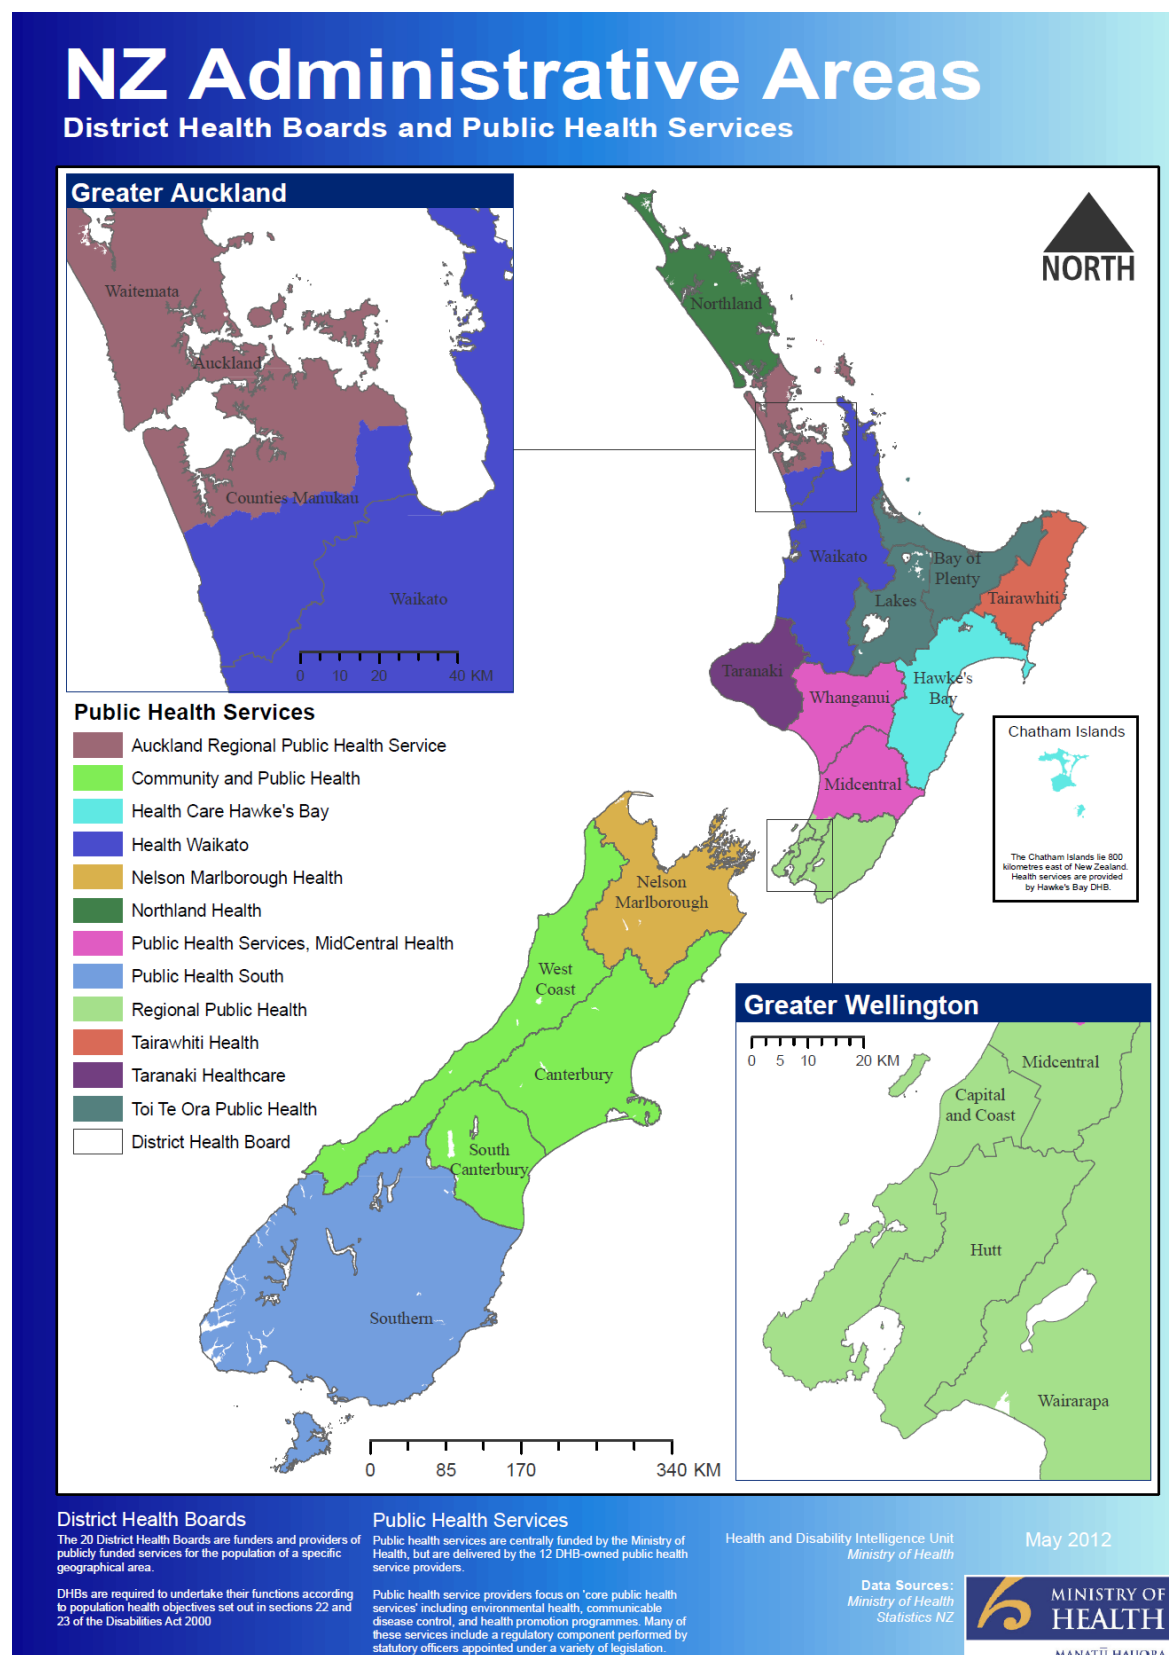 NZ Administrative Areas
District Health Boards and Public Health Services
Greater Auckland
Waitemata
Auckland
Counties Manukau
Waikato
0 10 20 40 KM
NORTH
Northland
Waikato
Bay of
Plenty
Lakes
Tairawhiti
Taranaki
Whanganui
Hawke's
Bay
Midcentral
Chatham Islands
The Chatham Islands lie 800
kilometres east of New Zealand.
Health services are provided
by Hawke's Bay DHB.
Public Health Services
Auckland Regional Public Health Service
Community and Public Health
Health Care Hawke's Bay
Health Waikato
Nelson Marlborough Health
Northland Health
Public Health Services, MidCentral Health
Public Health South
Regional Public Health
Tairawhiti Health
Taranaki Healthcare
Toi Te Ora Public Health
District Health Board
Nelson
Marlborough
West
Coast
Canterbury
South
Canterbury
Southern
0 85 170 340 KM
Greater Wellington
0 5 10 20 KM
Midcentral
Capital
and Coast
Hutt
Wairarapa
District Health Boards
The 20 District Health Boards are funders and providers of
publicly funded services for the population of a specific
geographical area.
DHBs are required to undertake their functions according
to population health objectives set out in sections 22 and
23 of the Disabilities Act 2000
Public Health Services
Public health services are centrally funded by the Ministry of
Health, but are delivered by the 12 DHB-owned public health
service providers.
Public health service providers focus on 'core public health
services' including environmental health, communicable
disease control, and health promotion programmes. Many of
these services include a regulatory component performed by
statutory officers appointed under a variety of legislation.
Health and Disability Intelligence Unit
Ministry of Health
Data Sources:
Ministry of Health
Statistics NZ
May 2012
MINISTRY OF
HEALTH
MANATŪ HAUORA